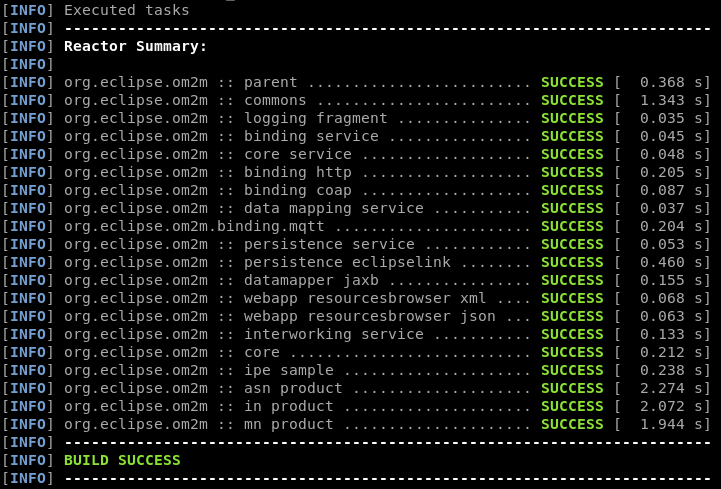 [INFO] Executed tasks
[INFO] ------------------------------------------------------------------------
[INFO] Reactor Summary:
[INFO]
[INFO] org.eclipse.om2m :: parent ......................... SUCCESS [  0.368 s]
[INFO] org.eclipse.om2m :: commons ........................ SUCCESS [  1.343 s]
[INFO] org.eclipse.om2m :: logging fragment ............... SUCCESS [  0.035 s]
[INFO] org.eclipse.om2m :: binding service ................ SUCCESS [  0.045 s]
[INFO] org.eclipse.om2m :: core service ................... SUCCESS [  0.048 s]
[INFO] org.eclipse.om2m :: binding http ................... SUCCESS [  0.205 s]
[INFO] org.eclipse.om2m :: binding coap ................... SUCCESS [  0.087 s]
[INFO] org.eclipse.om2m :: data mapping service ........... SUCCESS [  0.037 s]
[INFO] org.eclipse.om2m.binding.mqtt ...................... SUCCESS [  0.204 s]
[INFO] org.eclipse.om2m :: persistence service ............ SUCCESS [  0.053 s]
[INFO] org.eclipse.om2m :: persistence eclipselink ........ SUCCESS [  0.460 s]
[INFO] org.eclipse.om2m :: datamapper jaxb ................ SUCCESS [  0.155 s]
[INFO] org.eclipse.om2m :: webapp resourcesbrowser xml .... SUCCESS [  0.068 s]
[INFO] org.eclipse.om2m :: webapp resourcesbrowser json ... SUCCESS [  0.063 s]
[INFO] org.eclipse.om2m :: interworking service ........... SUCCESS [  0.133 s]
[INFO] org.eclipse.om2m :: core ........................... SUCCESS [  0.212 s]
[INFO] org.eclipse.om2m :: ipe sample ..................... SUCCESS [  0.238 s]
[INFO] org.eclipse.om2m :: asn product .................... SUCCESS [  2.274 s]
[INFO] org.eclipse.om2m :: in product ..................... SUCCESS [  2.072 s]
[INFO] org.eclipse.om2m :: mn product ..................... SUCCESS [  1.944 s]
[INFO] ------------------------------------------------------------------------
[INFO] BUILD SUCCESS
[INFO] ------------------------------------------------------------------------